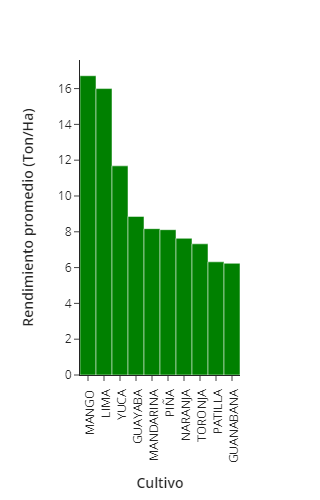 Rendimiento promedio (Ton/Ha)
16
14
12
10
8
6
4
2
0
MANGO
LIMA
YUCA
GUAYABA
MANDARINA
PIÑA
NARANJA
TORONJA
PATILLA
GUANABANA
Cultivo